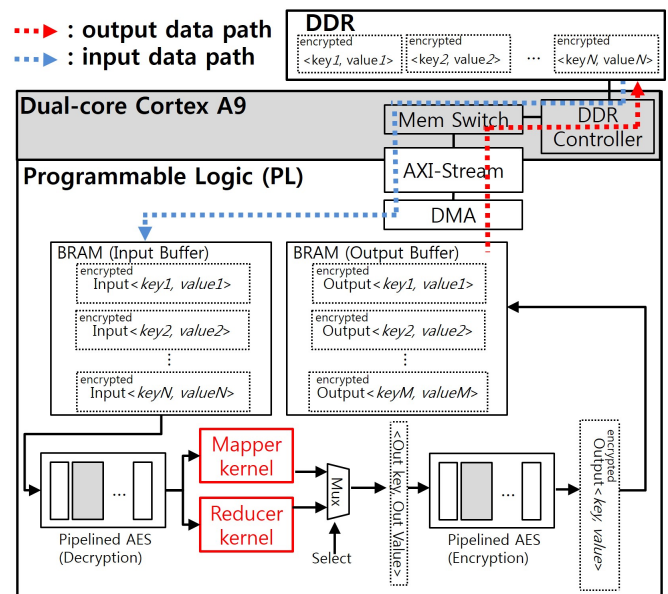 : output data path
: input data path
DDR
encrypted
<key1, value1>
encrypted
<key2, value2>
...
encrypted
<keyN, valueN>
Dual-core Cortex A9
Mem Switch
DDR
Controller
Programmable Logic (PL)
AXI-Stream
DMA
BRAM (Input Buffer)
encrypted
Input<key1, value1>
encrypted
Input<key2, value2>
...
encrypted
Input<keyN, valueN>
BRAM (Output Buffer)
encrypted
Output<key1, value1>
encrypted
Output<key2, value2>
...
encrypted
Output<keyM, valueM>
...
Pipelined AES
(Decryption)
Mapper
kernel
Reducer
kernel
Mux
Select
<Out key, Out Value>
...
Pipelined AES
(Encryption)
encrypted
Output<key,
value>